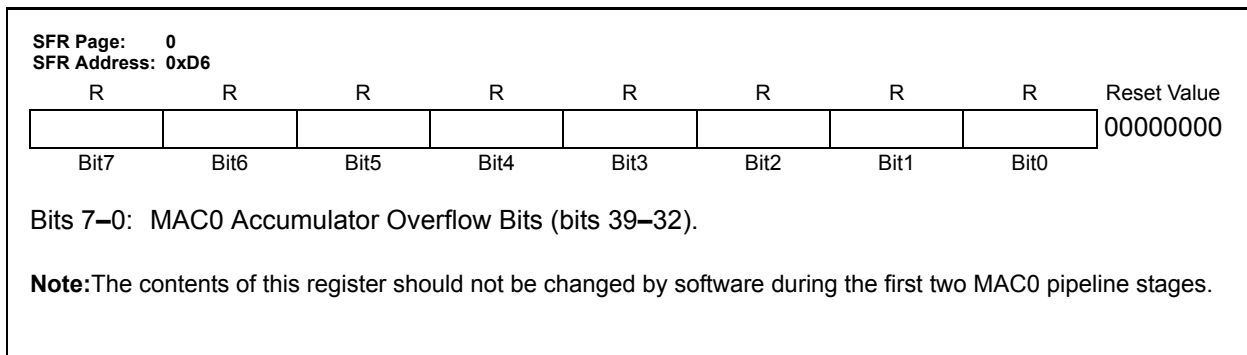 SFR Page: 0
SFR Address: 0xD6
R R R R R R R R Reset Value
00000000
Bit7 Bit6 Bit5 Bit4 Bit3 Bit2 Bit1 Bit0
Bits 7–0: MAC0 Accumulator Overflow Bits (bits 39–32).
Note:The contents of this register should not be changed by software during the first two MAC0 pipeline stages.